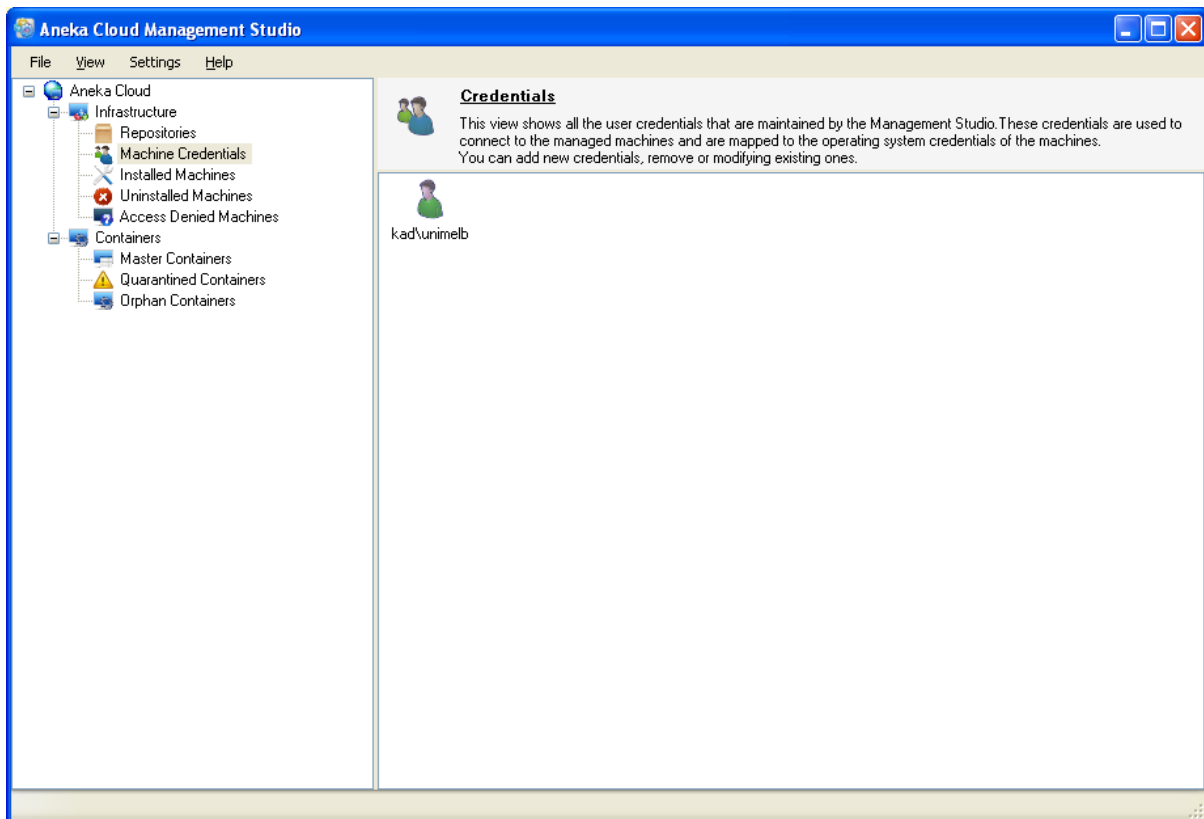 Aneka Cloud Management Studio
File View Settings Help
Aneka Cloud
Infrastructure
Repositories
Machine Credentials
Installed Machines
Uninstalled Machines
Access Denied Machines
Containers
Master Containers
Quarantined Containers
Orphan Containers
Credentials
This view shows all the user credentials that are maintained by the Management Studio.These credentials are used to
connect to the managed machines and are mapped to the operating system credentials of the machines.
You can add new credentials, remove or modifying existing ones.
kad\unimelb